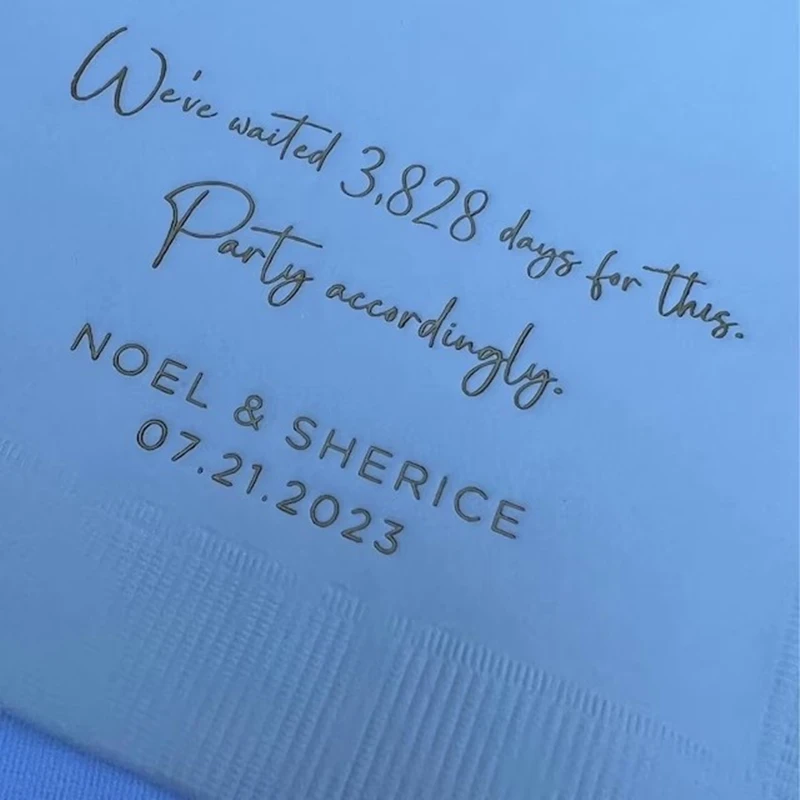 We've waited 3,828 days for this.
Party accordingly.
NOEL & SHERICE
07.21.2023